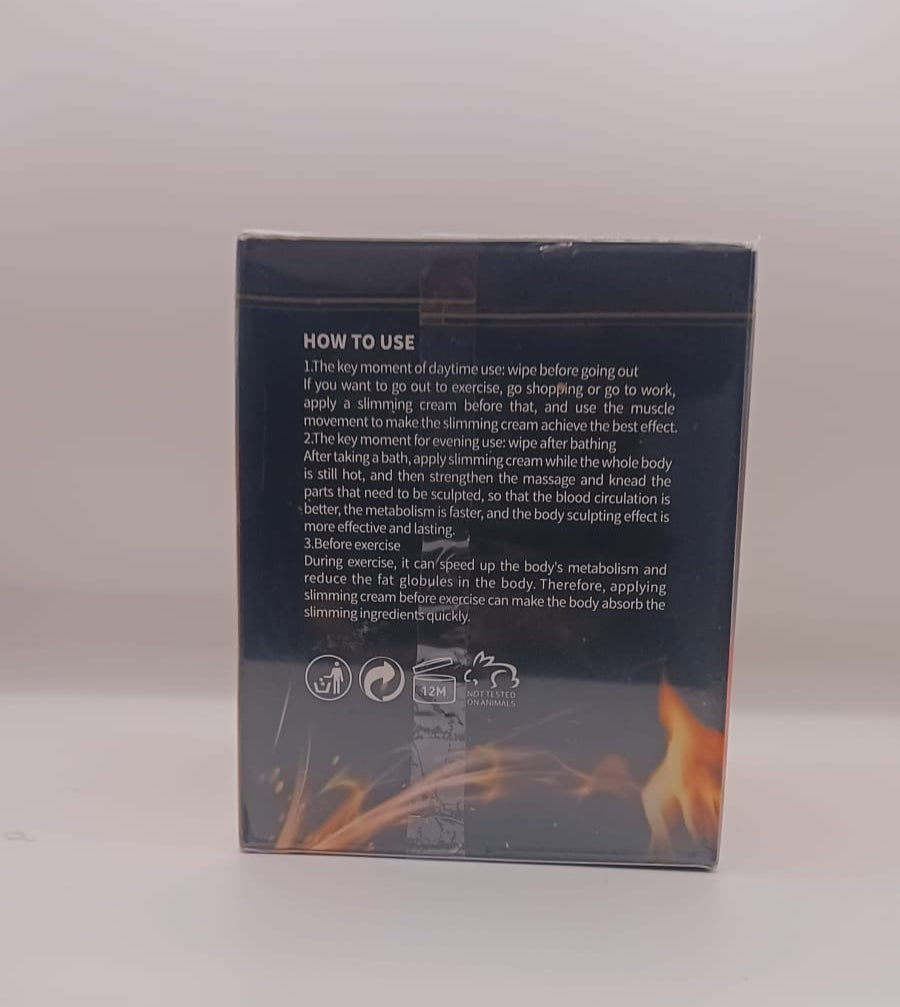 HOW TO USE
1.The key moment of daytime use: wipe before going out
If you want to go out to exercise, go shopping or go to work,
apply a slimming cream before that, and use the muscle
movement to make the slimming cream achieve the best effect.
2.The key moment for evening use: wipe after bathing
After taking a bath, apply slimming cream while the whole body
is still hot, and then strengthen the massage and knead the
parts that need to be sculpted, so that the blood circulation is
better, the metabolism is faster, and the body sculpting effect is
more effective and lasting.
3.Before exercise
During exercise, it can speed up the body's metabolism and
reduce the fat globules in the body. Therefore, applying
slimming cream before exercise can make the body absorb the
slimming ingredients quickly.
12M
NOT TESTED
ON ANIMALS